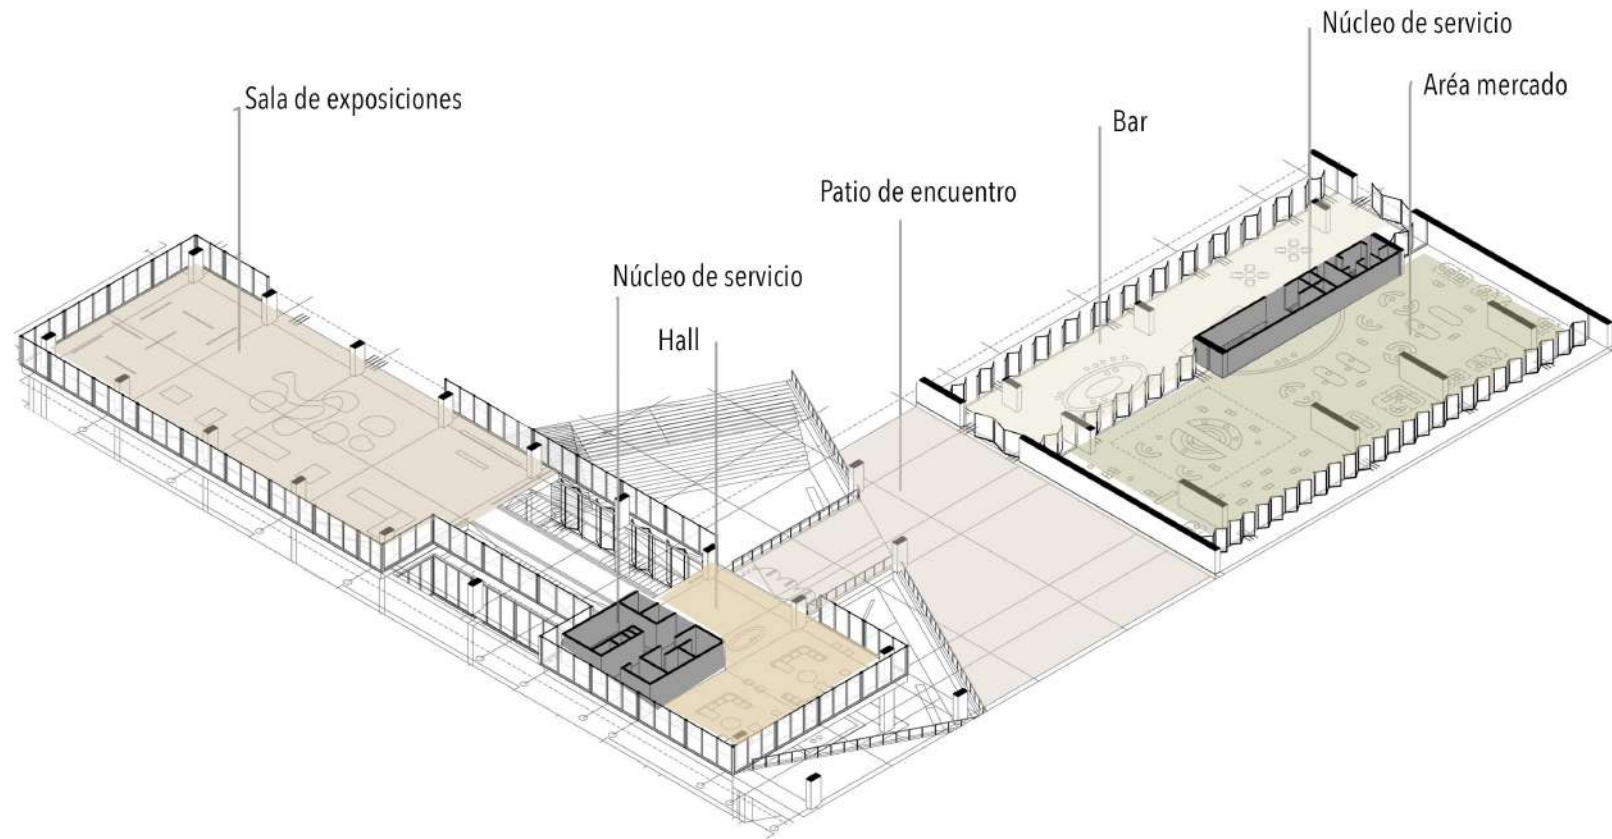 Núcleo de servicio
Aréa mercado
Sala de exposiciones
Bar
Patio de encuentro
Núcleo de servicio
Hall